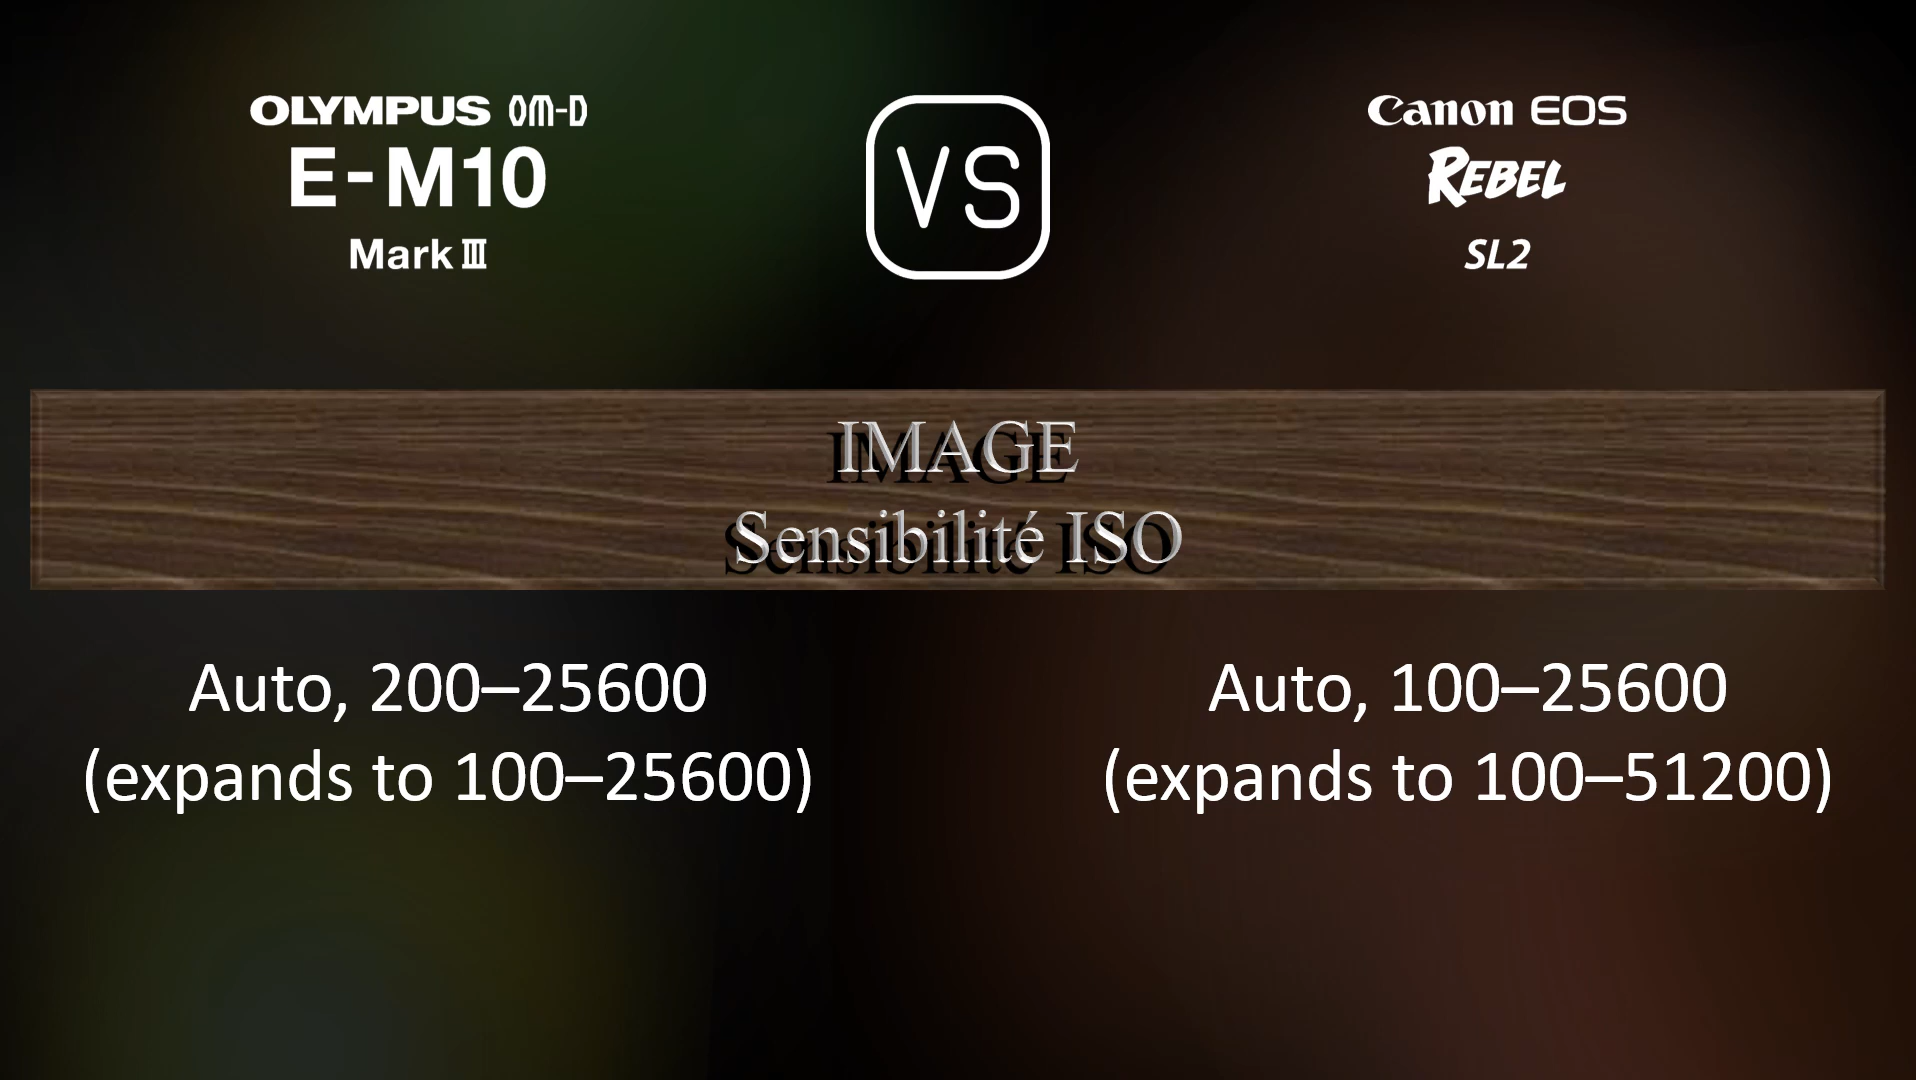 OLYMPUS OM-D
E-M10
Mark III
VS
Canon EOS
REBEL
SL2
IMAGE
Sensibilité ISO
Auto, 200–25600
(expands to 100–25600)
Auto, 100–25600
(expands to 100–51200)